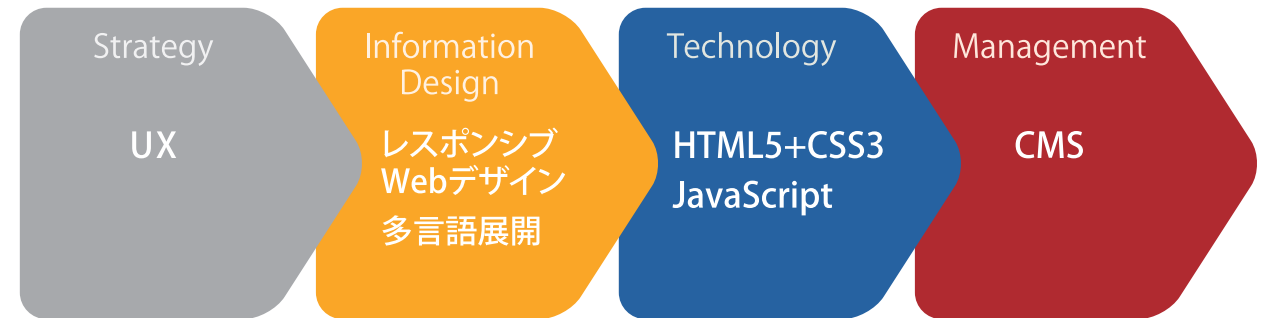 Strategy
UX
Information
Design
レスポンシブ
Webデザイン
多言語展開
Technology
HTML5+CSS3
JavaScript
Management
CMS